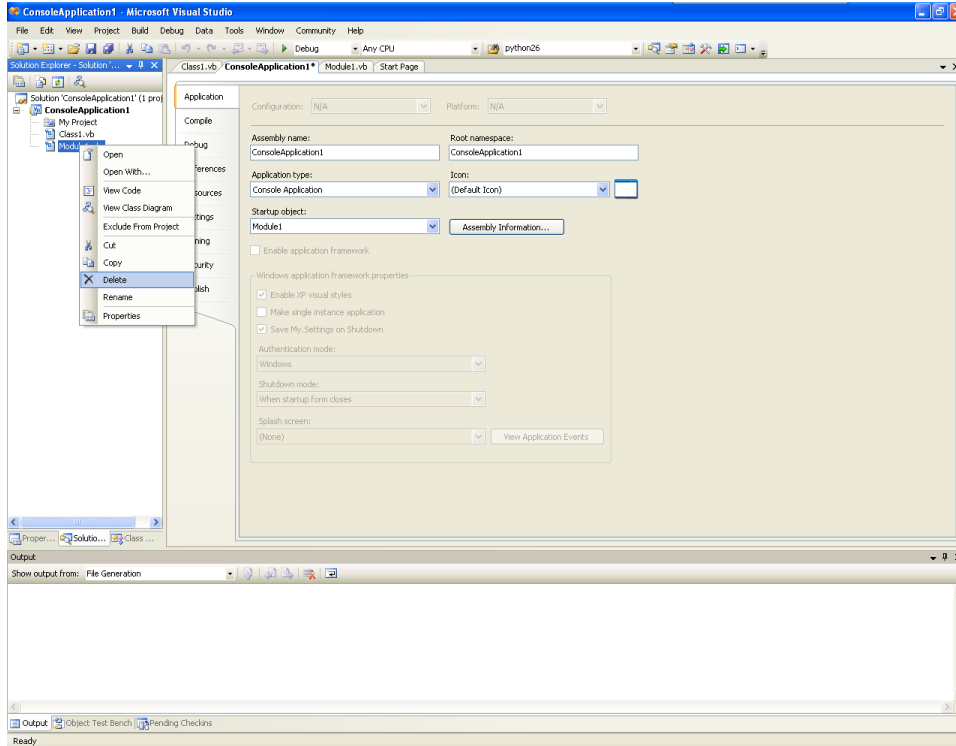 ConsoleApplication1 - Microsoft Visual Studio
File Edit View Project Build Debug Data Tools Window Community Help
Debug Any CPU python26
Solution Explorer - Solution '...
Class1.vb ConsoleApplication1* Module1.vb Start Page
Solution 'ConsoleApplication1' (1 proj
ConsoleApplication1
My Project
Class1.vb
Open
Open With...
View Code
View Class Diagram
Exclude From Project
Cut
Copy
Delete
Rename
Properties
Application
Compile
Configuration: N/A Platform: N/A
Assembly name: Root namespace:
ConsoleApplication1 ConsoleApplication1
Application type: Icon:
Console Application (Default Icon)
Startup object:
Module1 Assembly Information...
Enable application framework
Windows application framework properties
Enable XP visual styles
Make single instance application
Save My.Settings on Shutdown
Authentication mode:
Windows
Shutdown mode:
When startup form closes
Splash screen:
(None) View Application Events
Proper... Solutio... Class ...
Output
Show output from: File Generation
Output Object Test Bench Pending Checkins
Ready